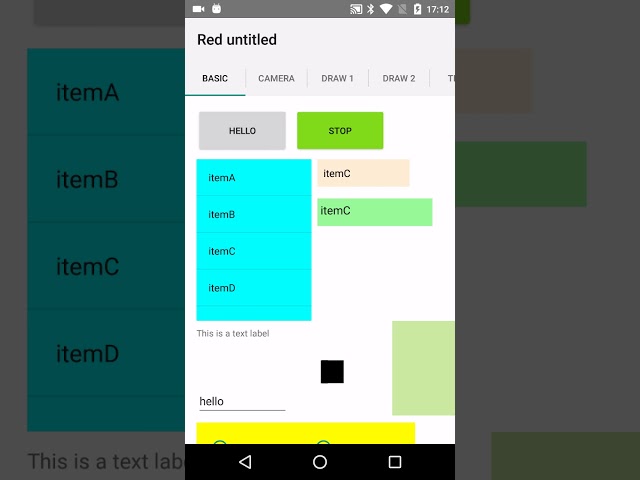 17:12
Red untitled
BASIC CAMERA DRAW 1 DRAW 2
HELLO STOP
itemA
itemB
itemC
itemD
itemC
itemC
This is a text label
hello
itemA
itemB
itemC
itemD
This is a text lab